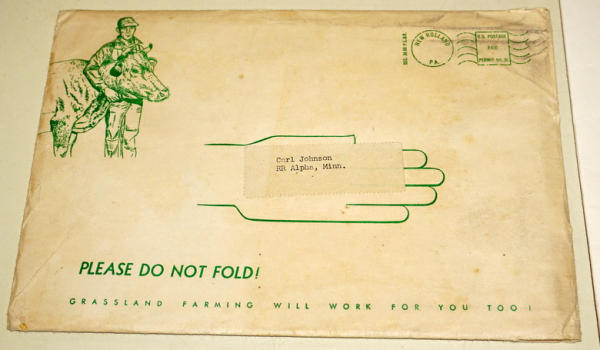 NEW HOLLAND
PA.
U.S. POSTAGE
PAID
PERMIT NO.
Carl Johnson
RR Alpha, Minn.
PLEASE DO NOT FOLD!
GRASSLAND FARMING WILL WORK FOR YOU TOO!